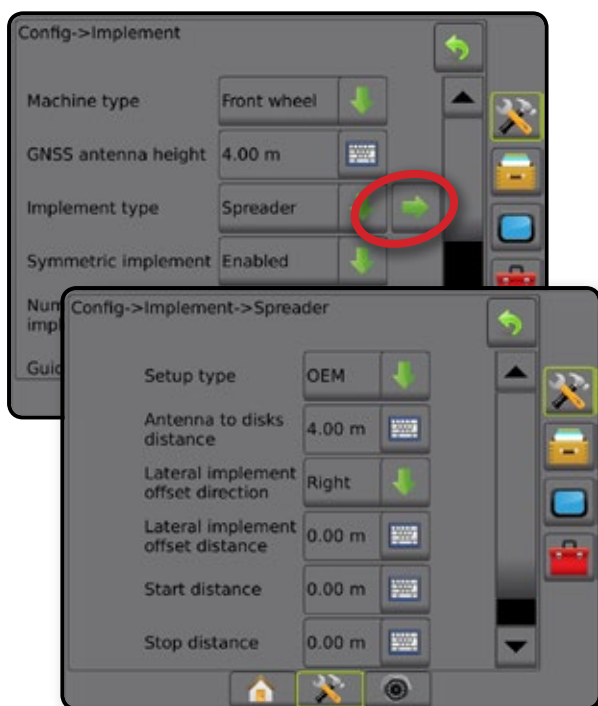 Config->Implement
Machine type Front wheel
GNSS antenna height 4.00 m
Implement type Spreader
Symmetric implement Enabled
Num
impl
Guid
Config->Implement->Spreader
Setup type OEM
Antenna to disks
distance 4.00 m
Lateral implement
offset direction Right
Lateral implement
offset distance 0.00 m
Start distance 0.00 m
Stop distance 0.00 m